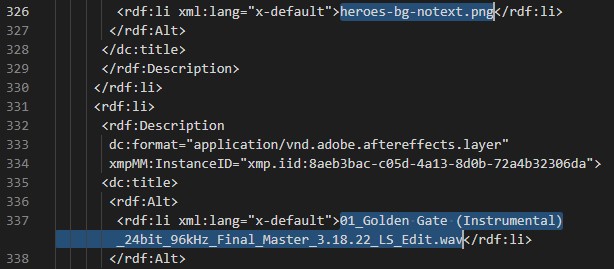 326 <rdf:li xml:lang="x-default">heroes-bg-notext.png</rdf:li>
327 </rdf:Alt>
328 </dc:title>
329 </rdf:Description>
330 </rdf:li>
331 <rdf:li>
332 <rdf:Description
333 dc:format="application/vnd.adobe.aftereffects.layer"
334 xmpMM:InstanceID="xmp.iid:8aeb3bac-c05d-4a13-8d0b-72a4b32306da">
335 <dc:title>
336 <rdf:Alt>
337 <rdf:li xml:lang="x-default">01_Golden Gate (Instrumental)
_24bit_96kHz_Final_Master_3.18.22_LS_Edit.wav</rdf:li>
338 </rdf:Alt>